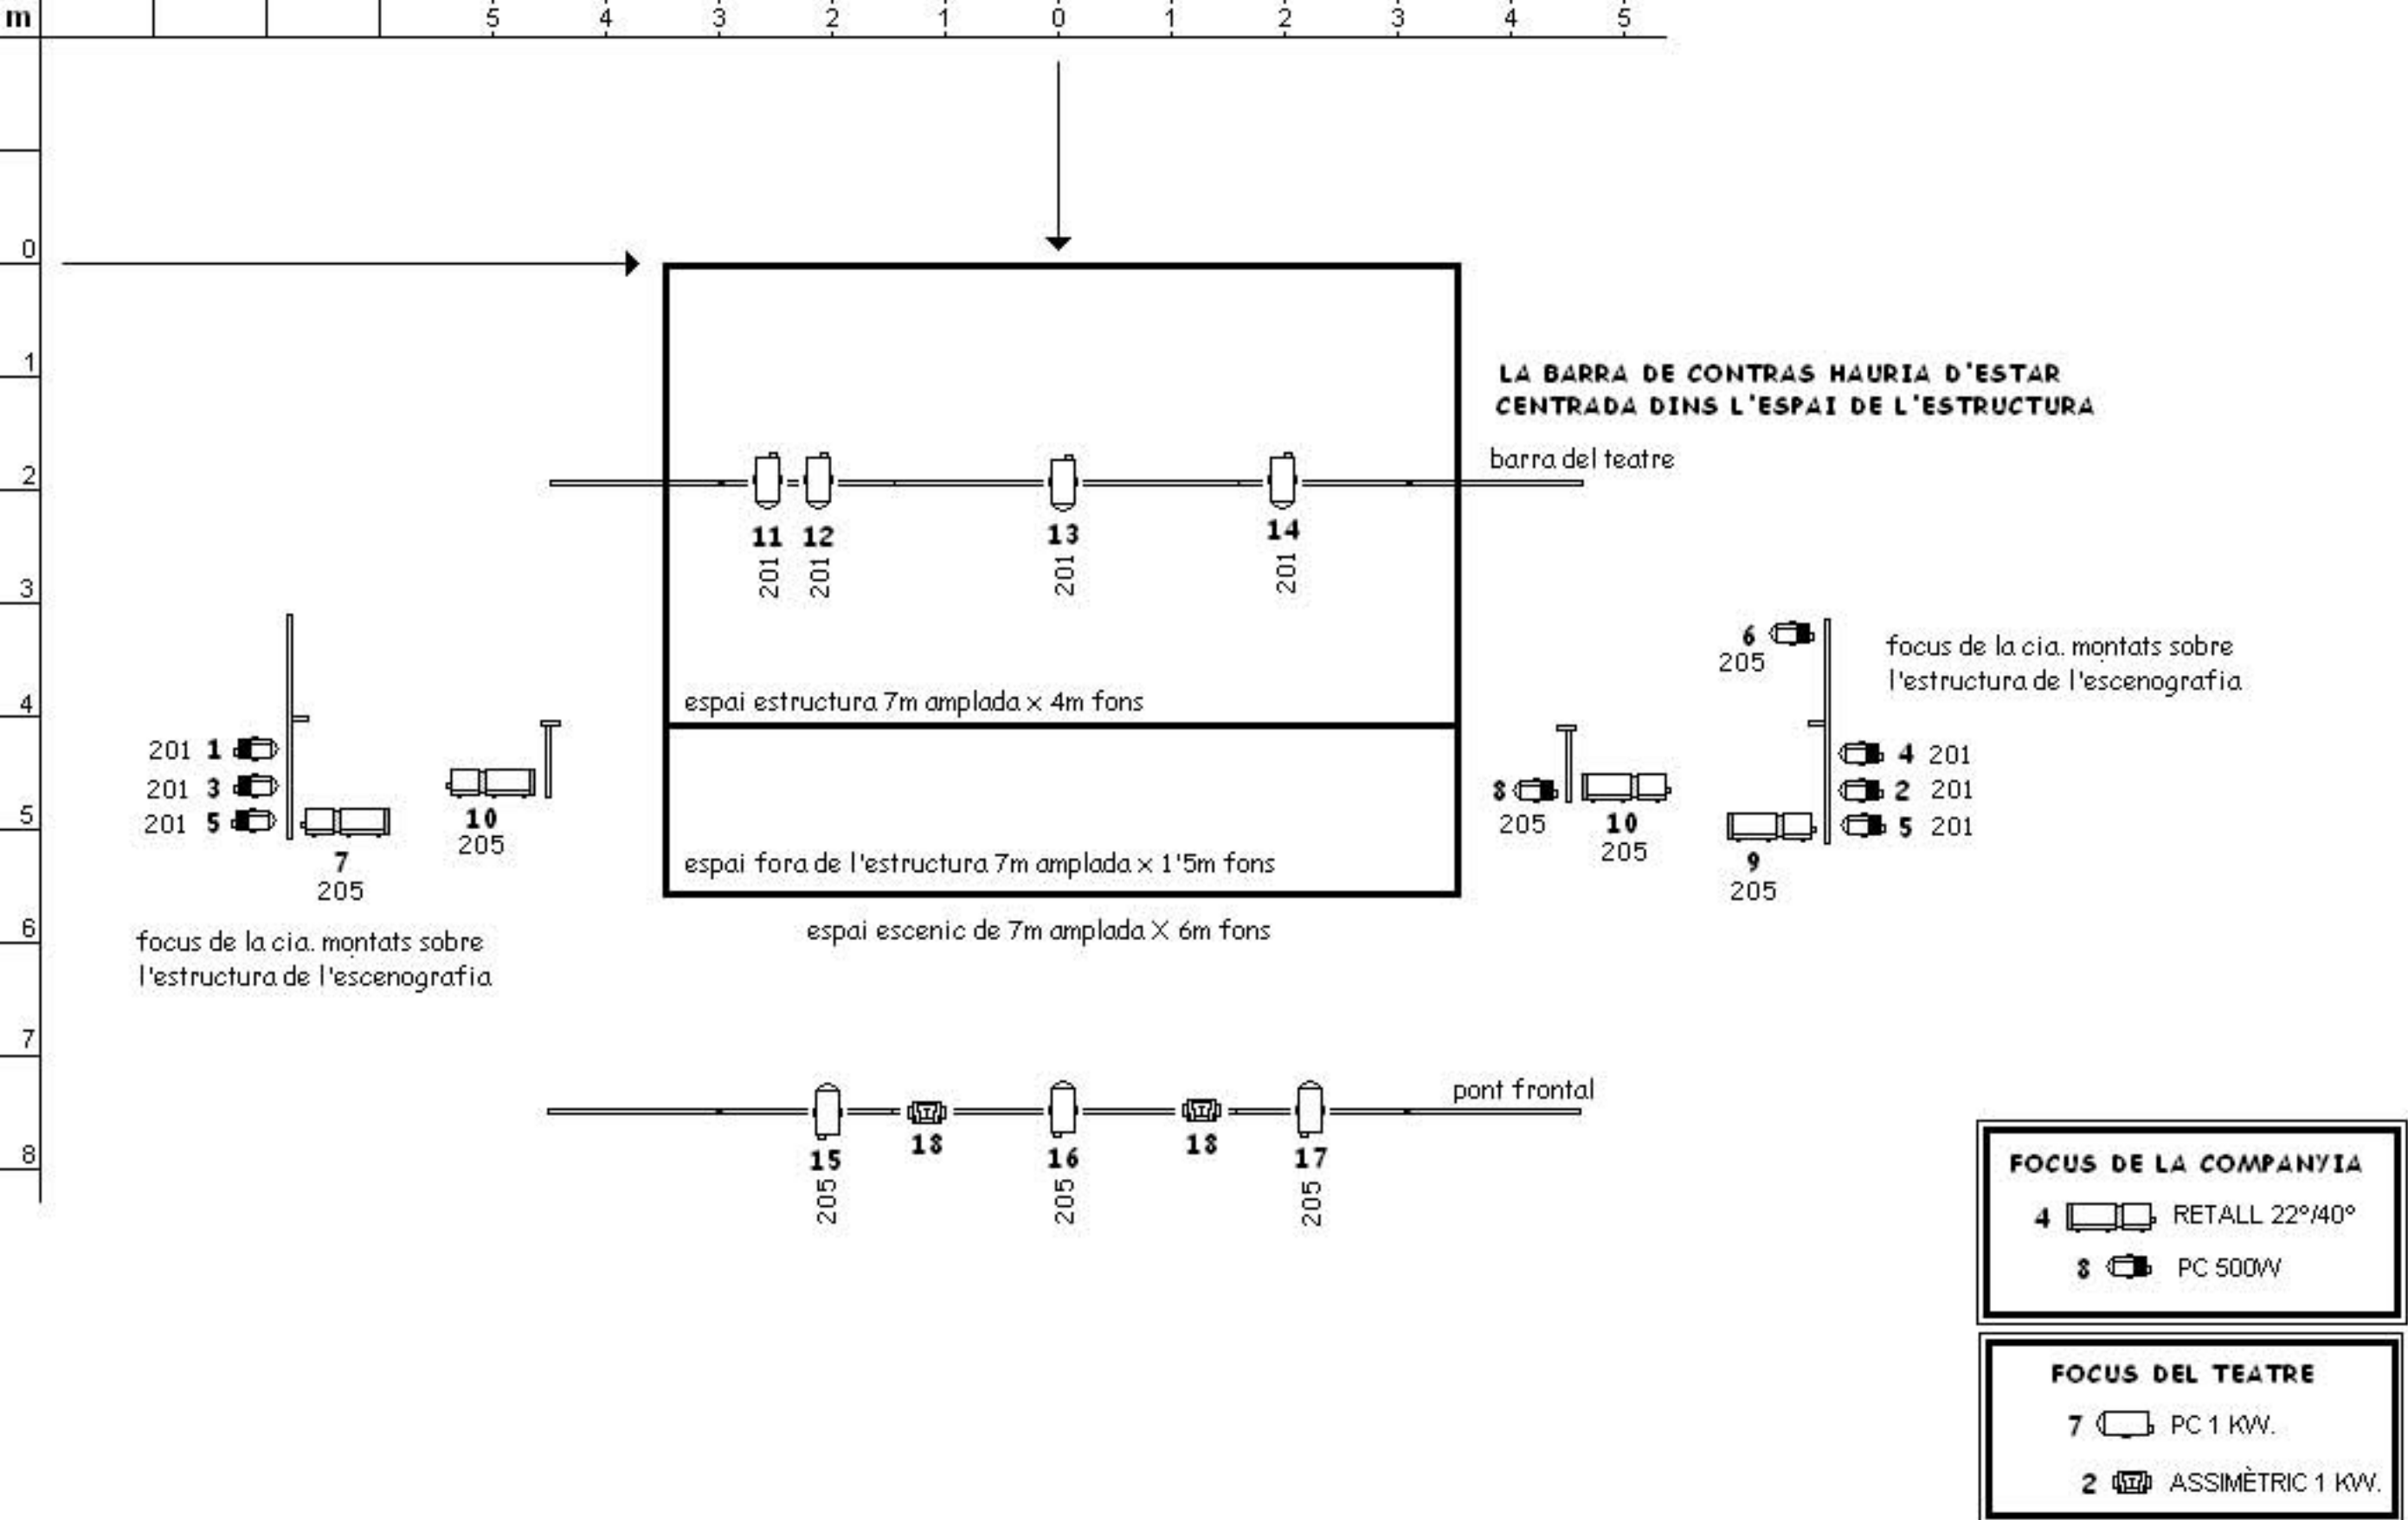 m 5 4 3 2 1 0 1 2 3 4 5
0
1
2
3
4
5
6
7
8
LA BARRA DE CONTRAS HAURIA D'ESTAR
CENTRADA DINS L'ESPAI DE L'ESTRUCTURA
barra del teatre
11 12 13 14
201 201 201 201
6
205
focus de la cia. montats sobre
l'estructura de l'escenografia
espai estructura 7m amplada x 4m fons
201 1
201 3
201 5
7
205
10
205
8
205
10
205
4 201
2 201
5 201
9
205
espai fora de l'estructura 7m amplada x 1'5m fons
espai escenic de 7m amplada X 6m fons
focus de la cia. montats sobre
l'estructura de l'escenografia
pont frontal
15 18 16 18 17
205 205 205
FOCUS DE LA COMPANYIA
4 RETALL 22º/40º
8 PC 500W
FOCUS DEL TEATRE
7 PC 1 KW.
2 ASSIMÈTRIC 1 KW.